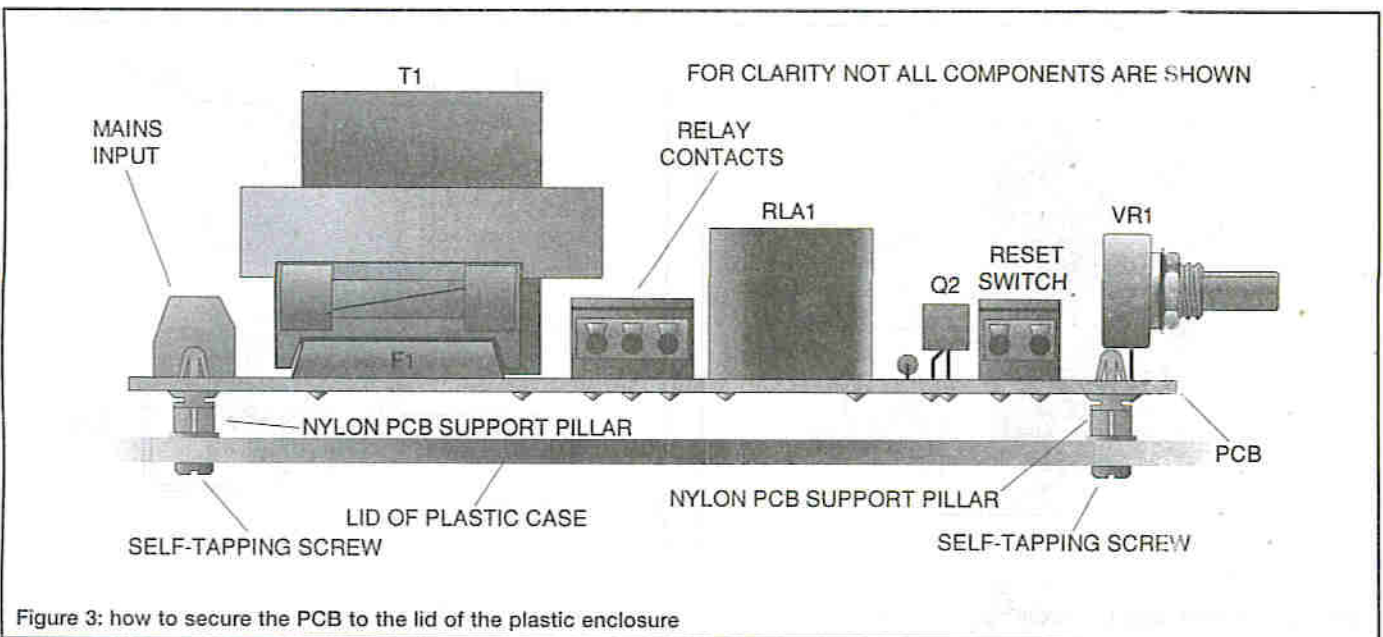 T1
FOR CLARITY NOT ALL COMPONENTS ARE SHOWN
MAINS
INPUT
RELAY
CONTACTS
RLA1
VR1
RESET
SWITCH
Q2
F1
NYLON PCB SUPPORT PILLAR
PCB
NYLON PCB SUPPORT PILLAR
LID OF PLASTIC CASE
SELF-TAPPING SCREW
SELF-TAPPING SCREW
Figure 3: how to secure the PCB to the lid of the plastic enclosure